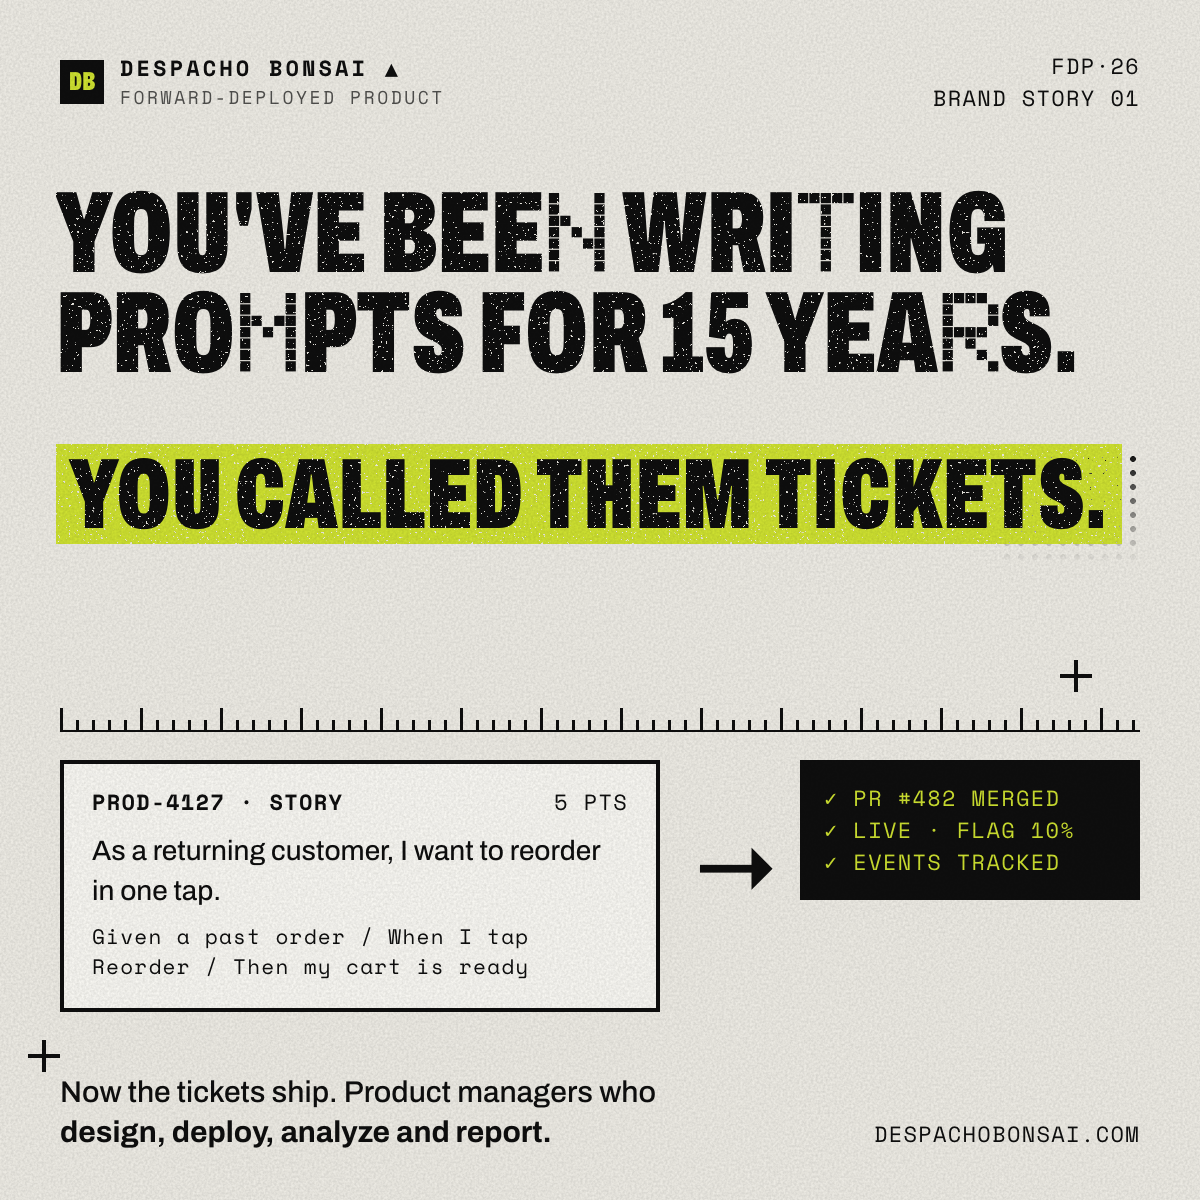 DB
DESPACHO BONSAI ▲
FORWARD-DEPLOYED PRODUCT
FDP·26
BRAND STORY 01
YOU'VE BEEN WRITING
PROMPTS FOR 15 YEARS.
YOU CALLED THEM TICKETS.
PROD-4127 · STORY
5 PTS
As a returning customer, I want to reorder
in one tap.
Given a past order / When I tap
Reorder / Then my cart is ready
✓ PR #482 MERGED
✓ LIVE · FLAG 10%
✓ EVENTS TRACKED
Now the tickets ship. Product managers who
design, deploy, analyze and report.
DESPACHOBONSAI.COM